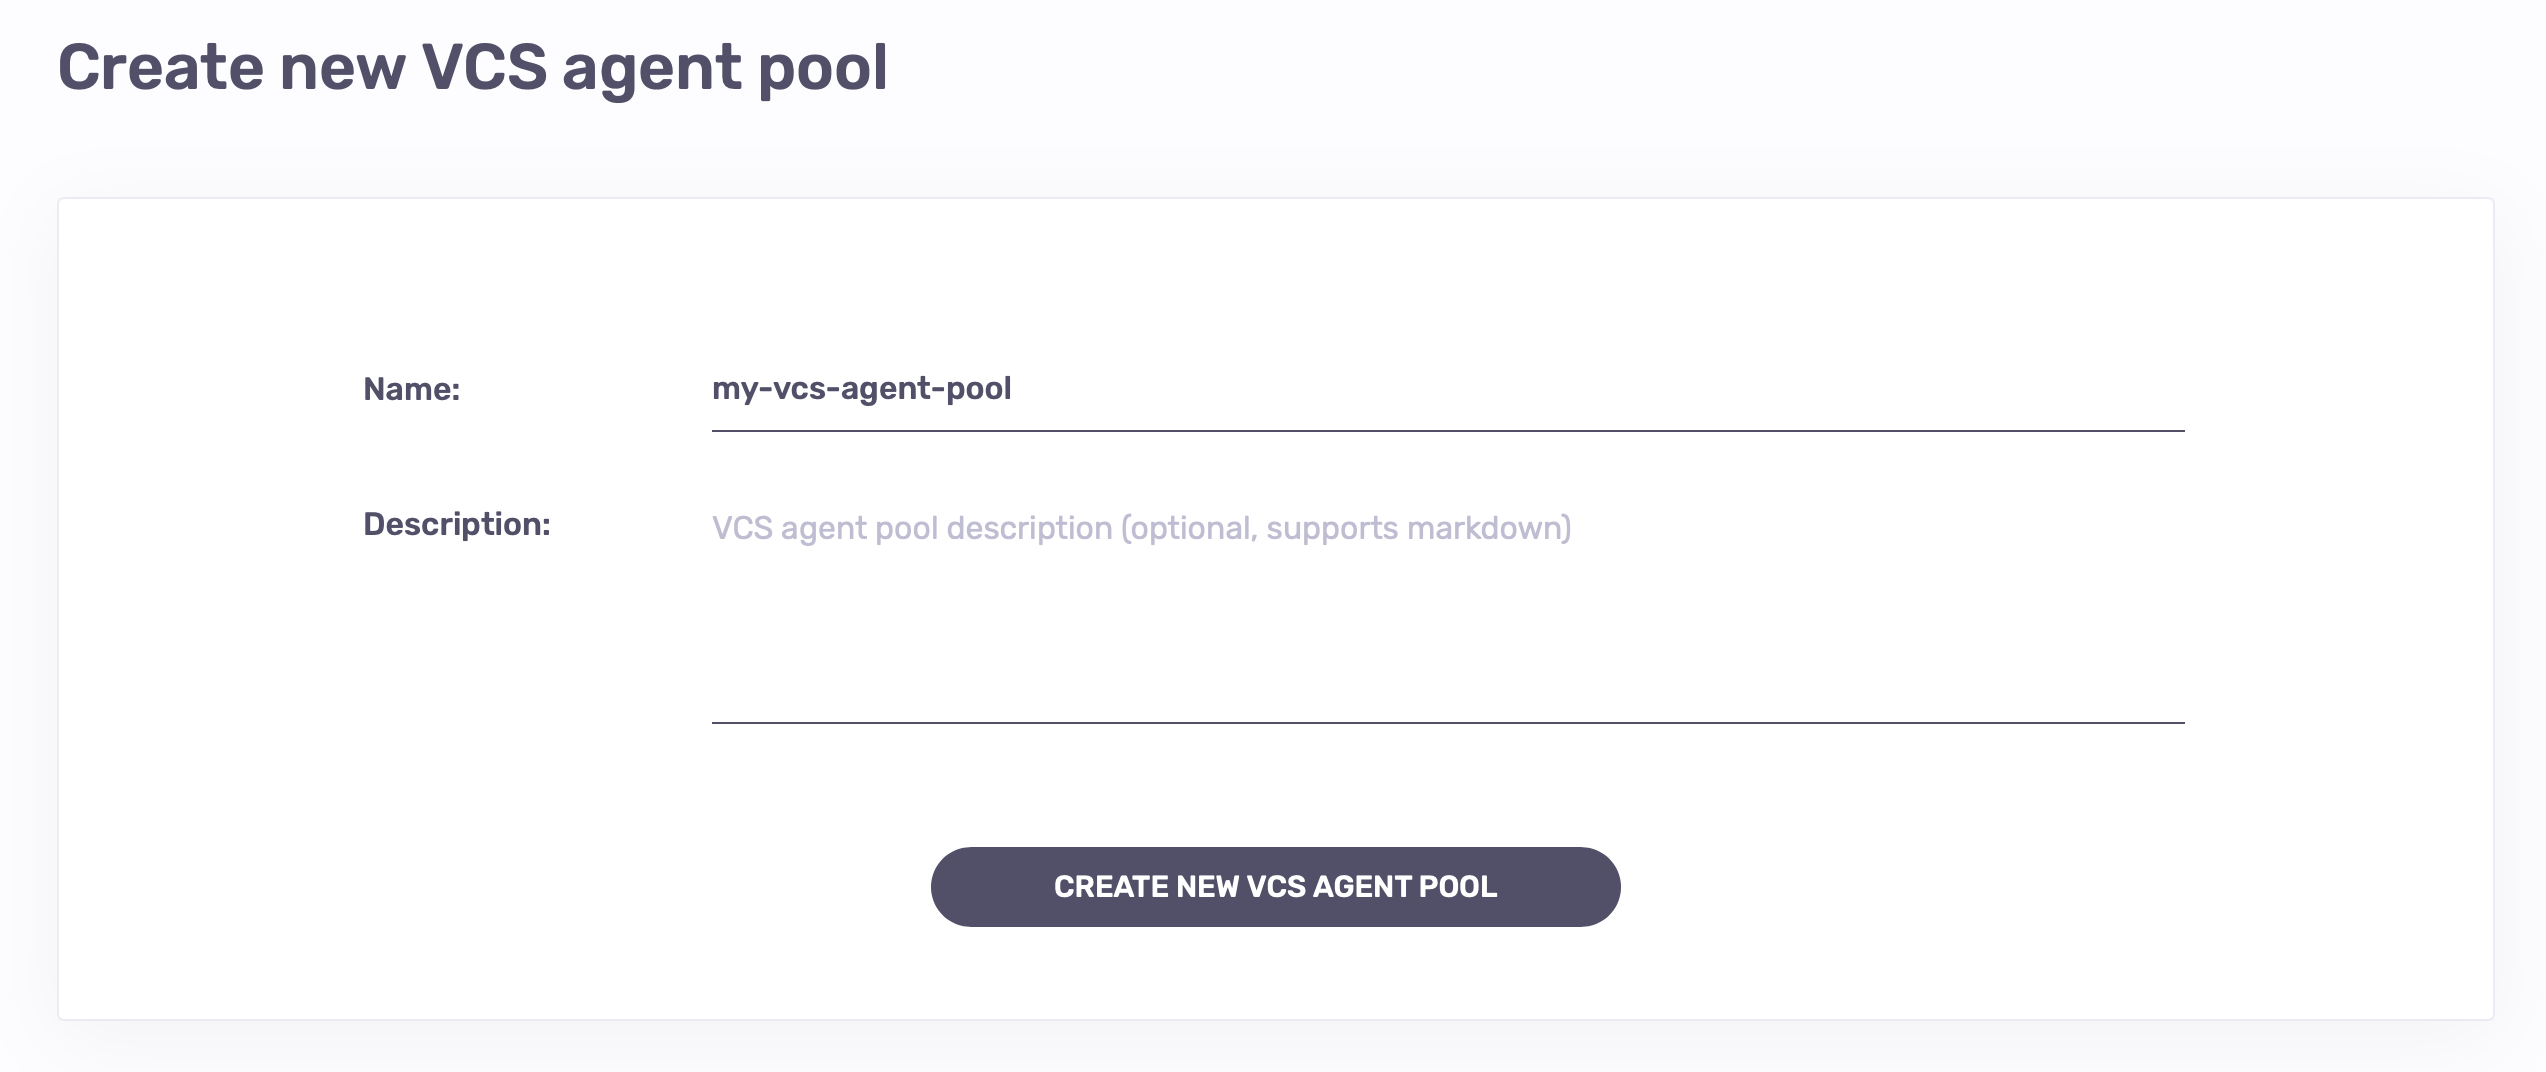 Create new VCS agent pool
Name: my-vcs-agent-pool
Description: VCS agent pool description (optional, supports markdown)
CREATE NEW VCS AGENT POOL